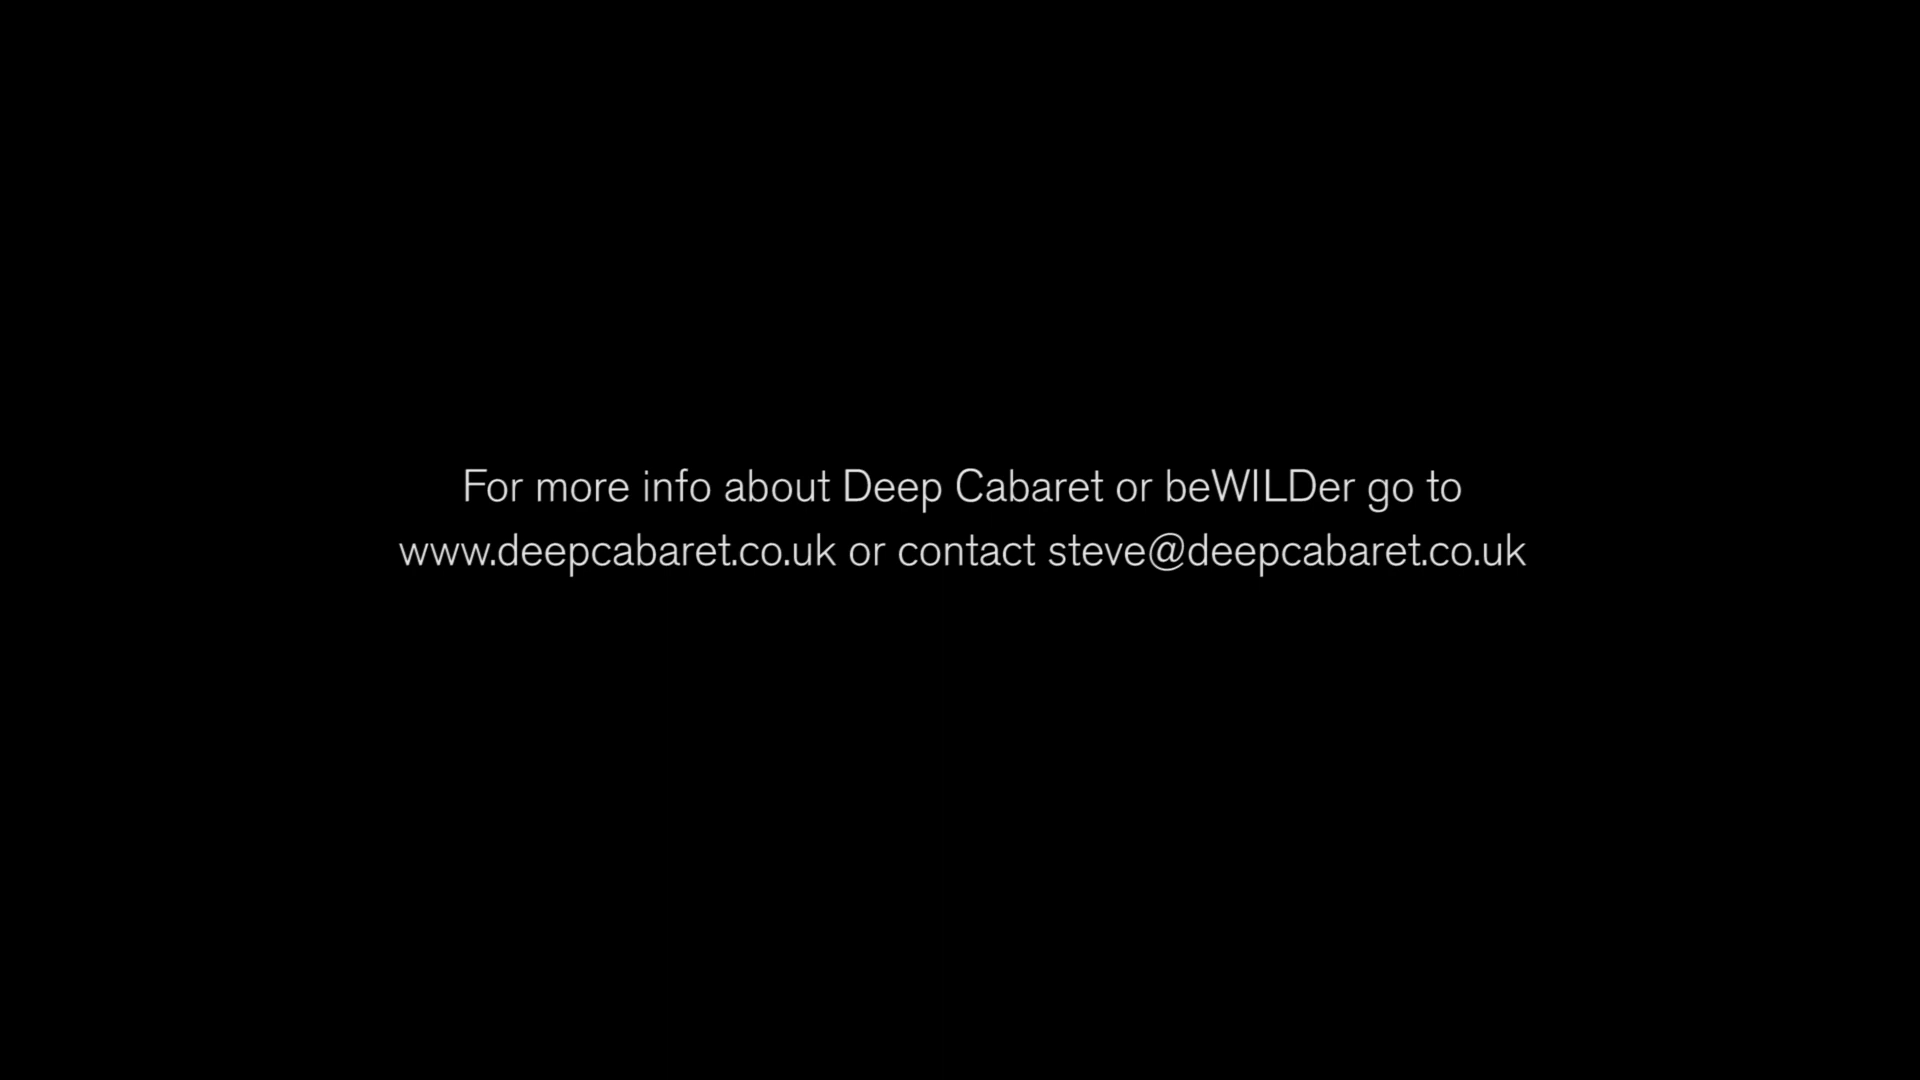 For more info about Deep Cabaret or beWILDer go to
www.deepcabaret.co.uk or contact steve@deepcabaret.co.uk